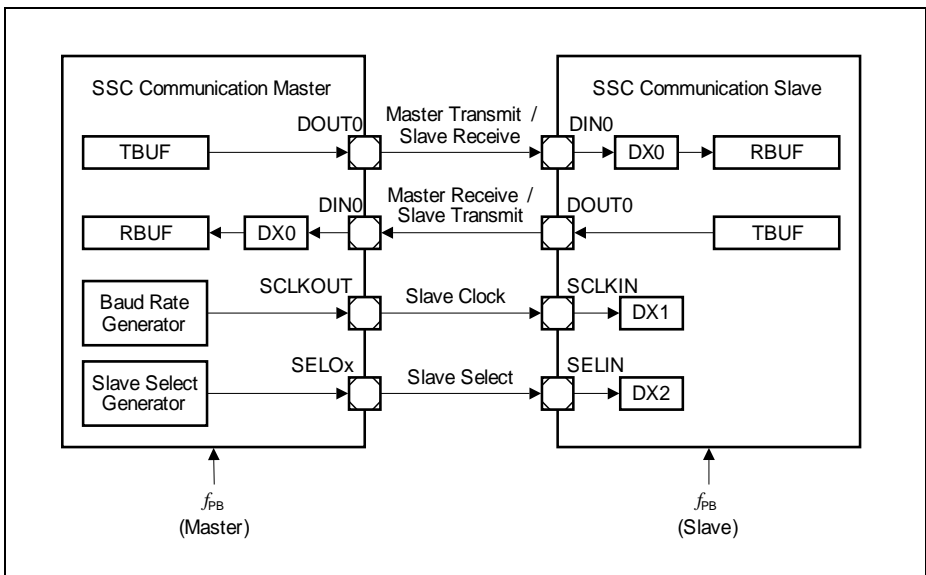 SSC Communication Master
SSC Communication Slave
DOUT0
Master Transmit /
Slave Receive
DIN0
TBUF
DX0
RBUF
DIN0
Master Receive /
Slave Transmit
DOUT0
RBUF
DX0
TBUF
SCLKOUT
Slave Clock
SCLKIN
Baud Rate
Generator
DX1
SELOx
Slave Select
SELIN
Slave Select
Generator
DX2
fPB
(Master)
fPB
(Slave)